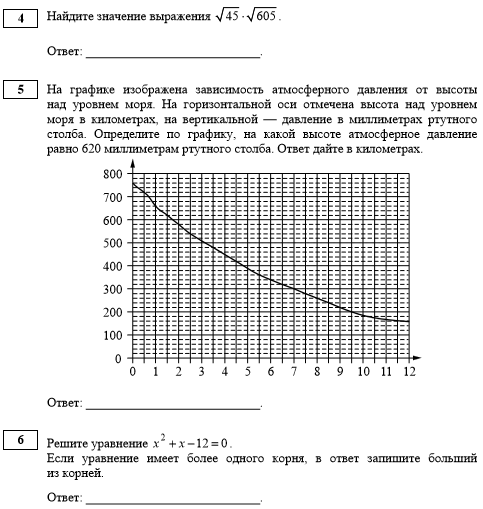 4 Найдите значение выражения √45 · √605 .
Ответ: ___________________________.
5 На графике изображена зависимость атмосферного давления от высоты
над уровнем моря. На горизонтальной оси отмечена высота над уровнем
моря в километрах, на вертикальной — давление в миллиметрах ртутного
столба. Определите по графику, на какой высоте атмосферное давление
равно 620 миллиметрам ртутного столба. Ответ дайте в километрах.
800
700
600
500
400
300
200
100
0
0 1 2 3 4 5 6 7 8 9 10 11 12
Ответ: ___________________________.
6 Решите уравнение x² + x − 12 = 0 .
Если уравнение имеет более одного корня, в ответ запишите больший
из корней.
Ответ: ___________________________.